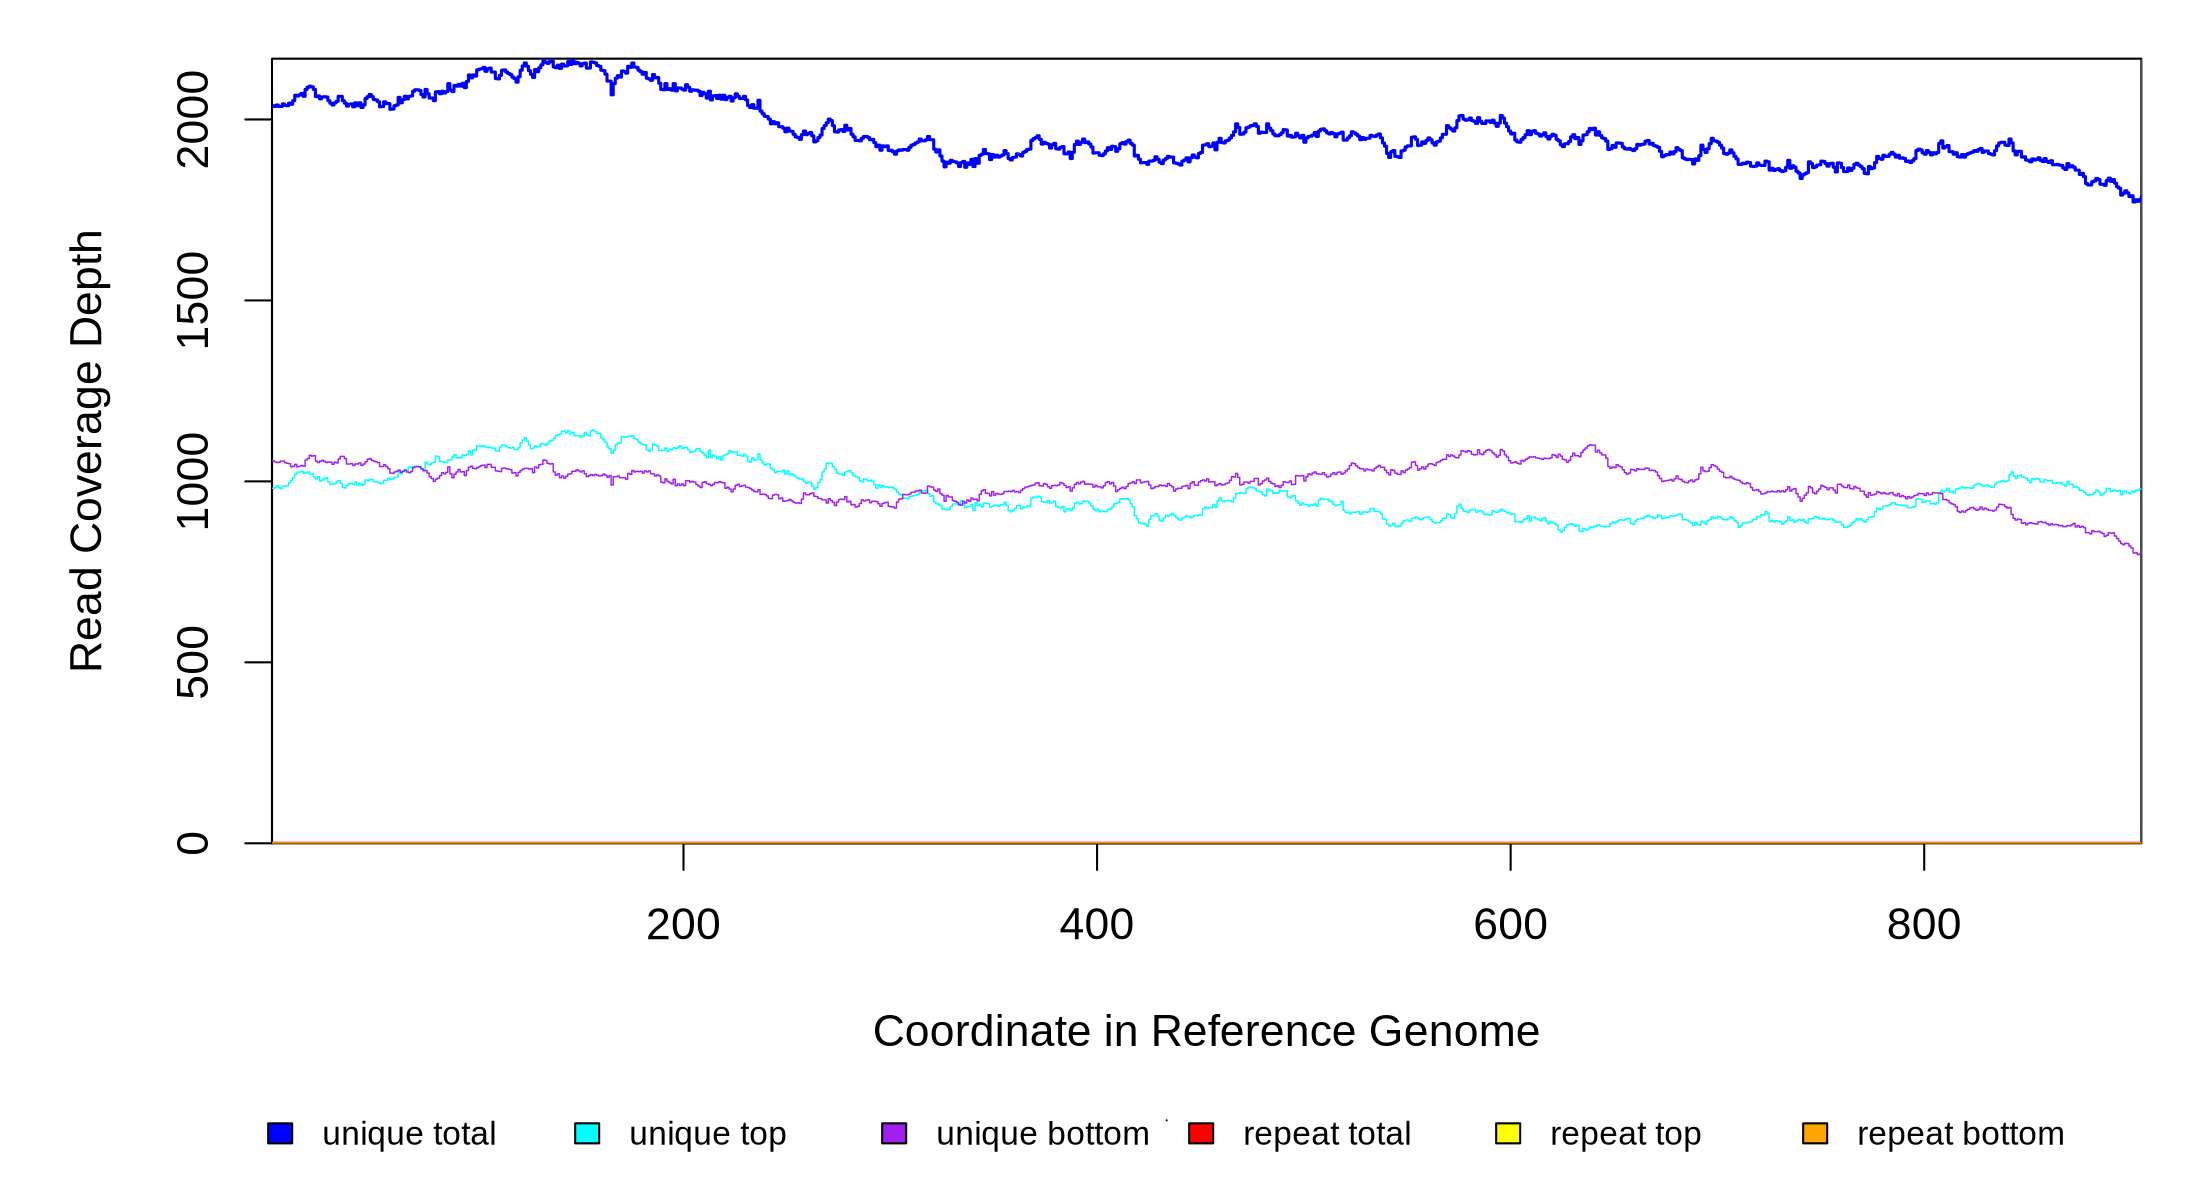 Read Coverage Depth
2000
1500
1000
500
0
200 400 600 800
Coordinate in Reference Genome
unique total unique top unique bottom repeat total repeat top repeat bottom